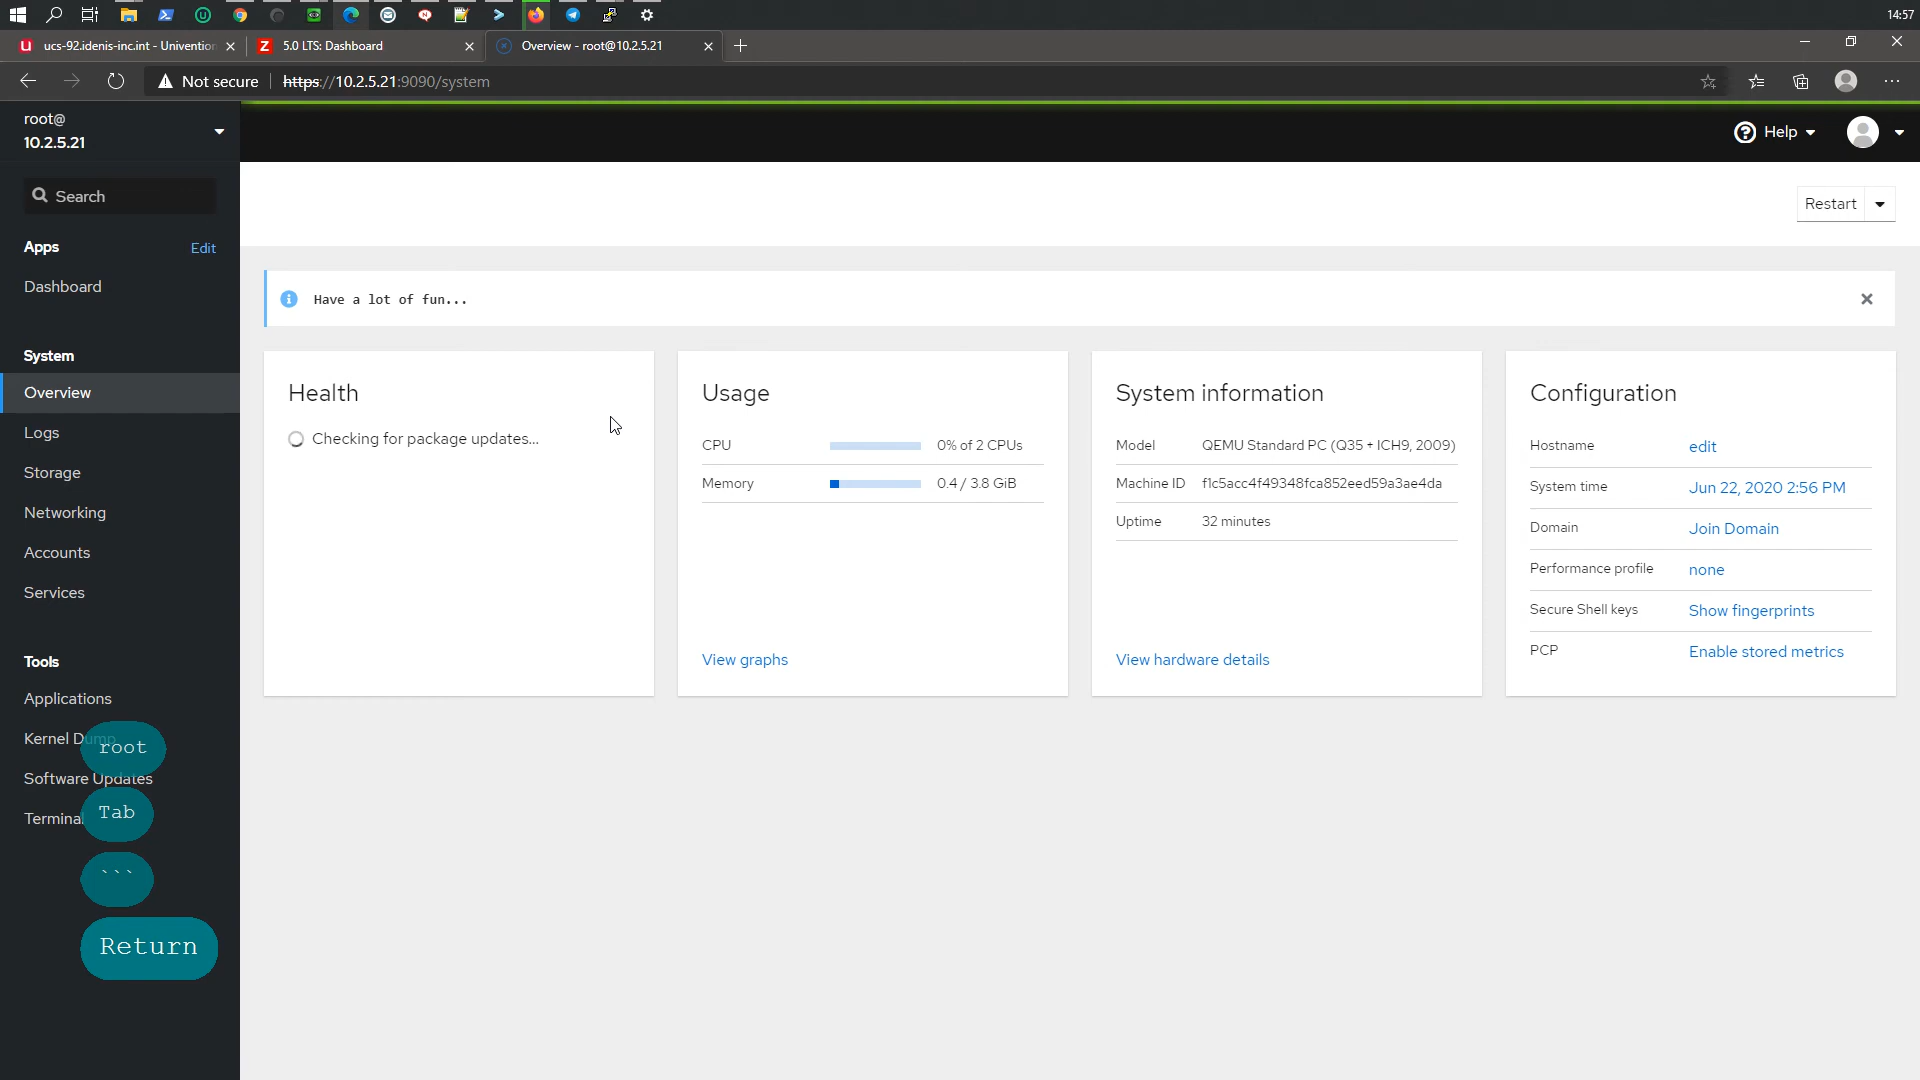 14:57
ucs-92.idenis-inc.int - Univention
5.0 LTS: Dashboard
Overview - root@10.2.5.21
Not secure
https://10.2.5.21:9090/system
root@
10.2.5.21
Help
Search
Restart
Apps
Edit
Dashboard
Have a lot of fun...
System
Overview
Logs
Storage
Networking
Accounts
Services
Tools
Applications
Kernel Dump
Software Updates
Terminal
root
Tab
```
Return
Health
Checking for package updates...
Usage
CPU 0% of 2 CPUs
Memory 0.4 / 3.8 GiB
View graphs
System information
Model QEMU Standard PC (Q35 + ICH9, 2009)
Machine ID f1c5acc4f49348fca852eed59a3ae4da
Uptime 32 minutes
View hardware details
Configuration
Hostname edit
System time Jun 22, 2020 2:56 PM
Domain Join Domain
Performance profile none
Secure Shell keys Show fingerprints
PCP Enable stored metrics